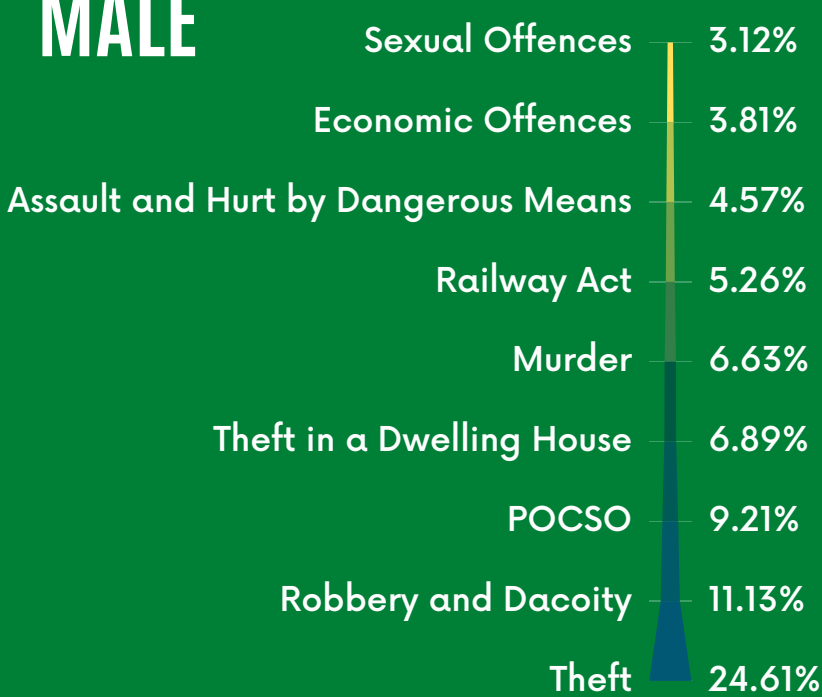 MALE
Sexual Offences 3.12%
Economic Offences 3.81%
Assault and Hurt by Dangerous Means 4.57%
Railway Act 5.26%
Murder 6.63%
Theft in a Dwelling House 6.89%
POCSO 9.21%
Robbery and Dacoity 11.13%
Theft 24.61%